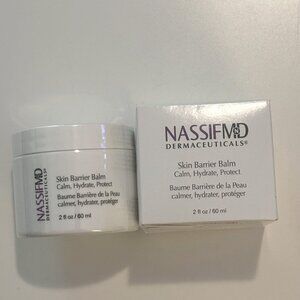 NASSIFMD
DERMACEUTICALS®
Skin Barrier Balm
Calm, Hydrate, Protect
Baume Barrière de la Peau
calmer, hydrater, protéger
2 fl oz / 60 ml
NASSIFMD
DERMACEUTICALS®
Skin Barrier Balm
Calm, Hydrate, Protect
Baume Barrière de la Peau
calmer, hydrater, protéger
2 fl oz / 60 ml